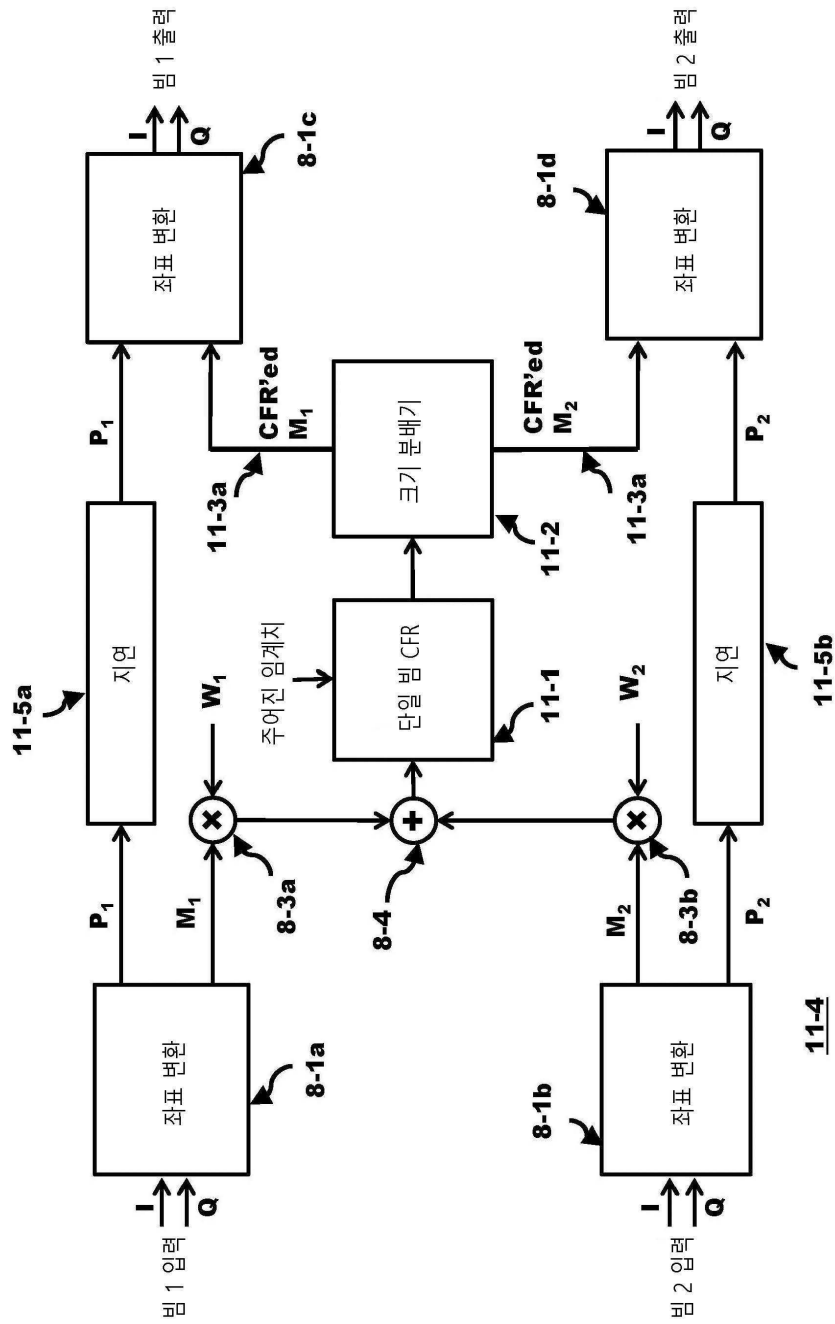 빔 1 입력
I
Q
좌표 변환
8-1a
P₁
M₁
11-5a
지연
P₁
좌표 변환
8-1c
I
Q
빔 1 출력
W₁
8-3a
주어진 임계치
8-4
단일 빔 CFR
11-1
크기 분배기
11-2
CFR'ed
M₁
11-3a
CFR'ed
M₂
11-3a
W₂
8-3b
빔 2 입력
I
Q
좌표 변환
8-1b
M₂
P₂
지연
11-5b
P₂
좌표 변환
8-1d
I
Q
빔 2 출력
11-4